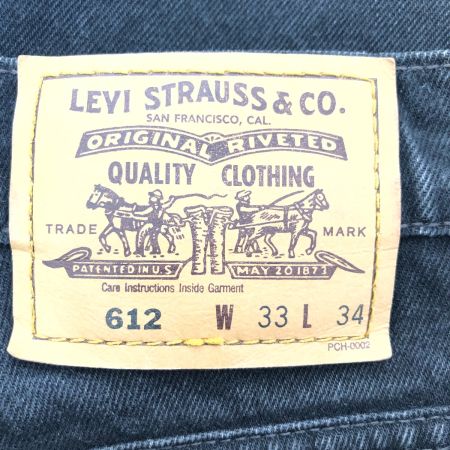 LEVI STRAUSS & CO.
SAN FRANCISCO, CAL.
ORIGINAL RIVETED
QUALITY CLOTHING
TRADE MARK
PATENTED IN U.S. MAY 20 1873
Care Instructions Inside Garment
612 W 33 L 34
PCH-0002